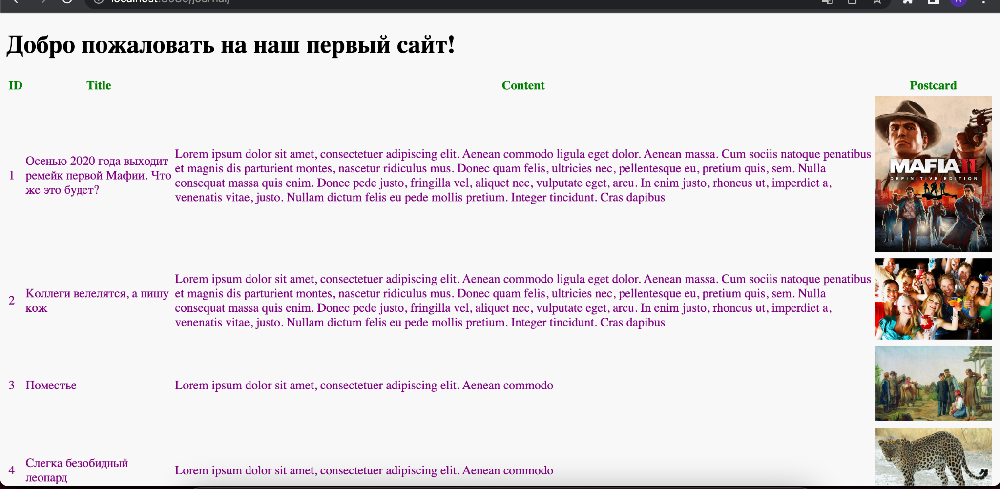 localhost:8080/journal/
Добро пожаловать на наш первый сайт!
ID Title Content Postcard
1
Осенью 2020 года выходит
ремейк первой Мафии. Что
же это будет?
Lorem ipsum dolor sit amet, consectetuer adipiscing elit. Aenean commodo ligula eget dolor. Aenean massa. Cum sociis natoque penatibus
et magnis dis parturient montes, nascetur ridiculus mus. Donec quam felis, ultricies nec, pellentesque eu, pretium quis, sem. Nulla
consequat massa quis enim. Donec pede justo, fringilla vel, aliquet nec, vulputate eget, arcu. In enim justo, rhoncus ut, imperdiet a,
venenatis vitae, justo. Nullam dictum felis eu pede mollis pretium. Integer tincidunt. Cras dapibus
MAFIA II
DEFINITIVE EDITION
2
Коллеги велелятся, а пишу
кож
Lorem ipsum dolor sit amet, consectetuer adipiscing elit. Aenean commodo ligula eget dolor. Aenean massa. Cum sociis natoque penatibus
et magnis dis parturient montes, nascetur ridiculus mus. Donec quam felis, ultricies nec, pellentesque eu, pretium quis, sem. Nulla
consequat massa quis enim. Donec pede justo, fringilla vel, aliquet nec, vulputate eget, arcu. In enim justo, rhoncus ut, imperdiet a,
venenatis vitae, justo. Nullam dictum felis eu pede mollis pretium. Integer tincidunt. Cras dapibus
3
Поместье
Lorem ipsum dolor sit amet, consectetuer adipiscing elit. Aenean commodo
4
Слегка безобидный
леопард
Lorem ipsum dolor sit amet, consectetuer adipiscing elit. Aenean commodo